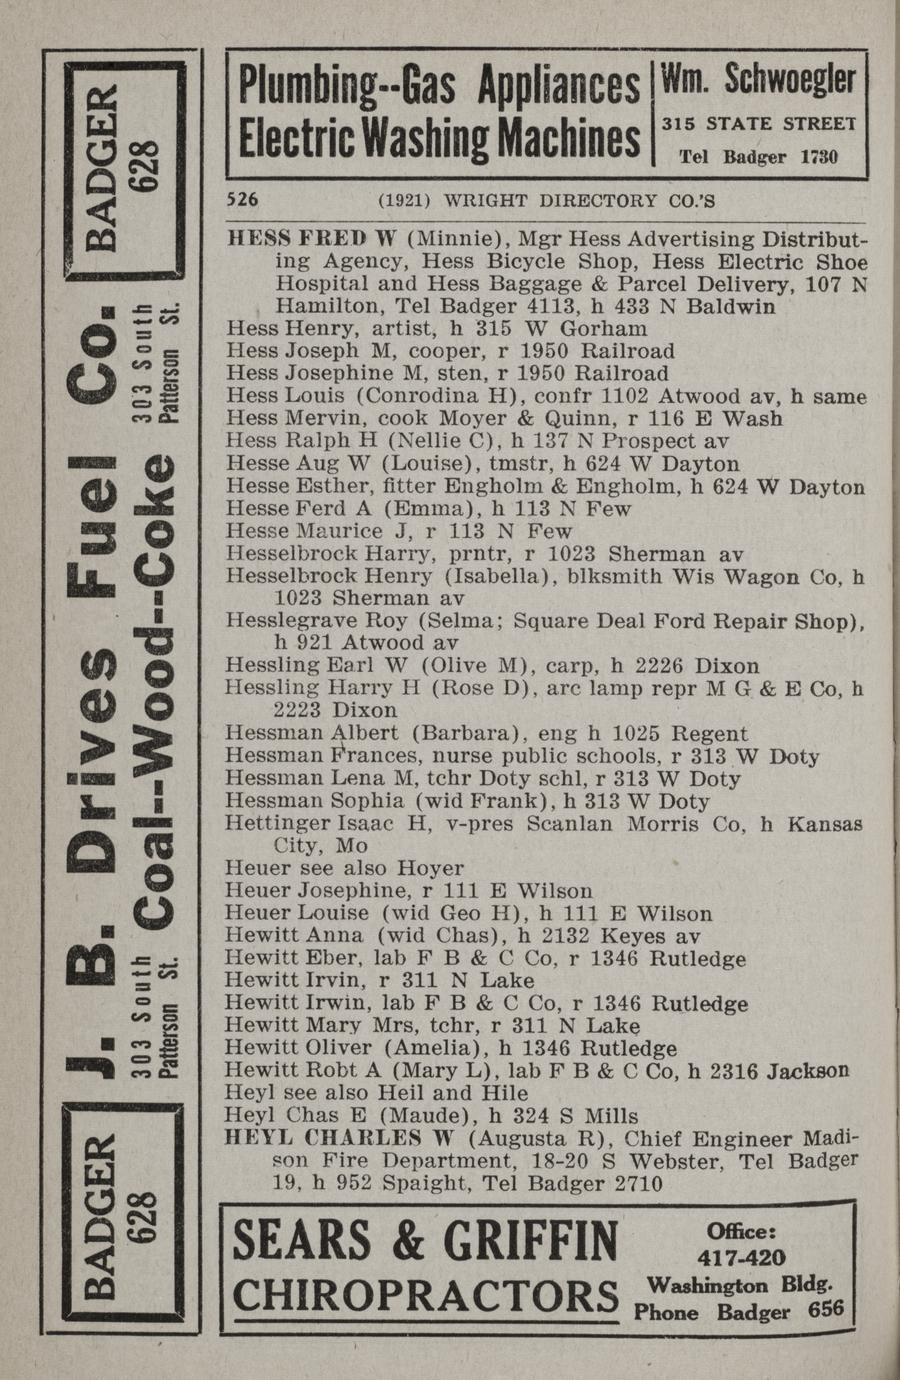 Plumbing--Gas Appliances
Electric Washing Machines
Wm. Schwoegler
315 STATE STREET
Tel Badger 1730
526 (1921) WRIGHT DIRECTORY CO.'S
HESS FRED W (Minnie), Mgr Hess Advertising Distribut-
ing Agency, Hess Bicycle Shop, Hess Electric Shoe
Hospital and Hess Baggage & Parcel Delivery, 107 N
Hamilton, Tel Badger 4113, h 433 N Baldwin
Hess Henry, artist, h 315 W Gorham
Hess Joseph M, cooper, r 1950 Railroad
Hess Josephine M, sten, r 1950 Railroad
Hess Louis (Conrodina H), confr 1102 Atwood av, h same
Hess Mervin, cook Moyer & Quinn, r 116 E Wash
Hess Ralph H (Nellie C), h 137 N Prospect av
Hesse Aug W (Louise), tmstr, h 624 W Dayton
Hesse Esther, fitter Engholm & Engholm, h 624 W Dayton
Hesse Ferd A (Emma), h 113 N Few
Hesse Maurice J, r 113 N Few
Hesselbrock Harry, prntr, r 1023 Sherman av
Hesselbrock Henry (Isabella), blksmith Wis Wagon Co, h
1023 Sherman av
Hesslegrave Roy (Selma; Square Deal Ford Repair Shop),
h 921 Atwood av
Hessling Earl W (Olive M), carp, h 2226 Dixon
Hessling Harry H (Rose D), arc lamp repr M G & E Co, h
2223 Dixon
Hessman Albert (Barbara), eng h 1025 Regent
Hessman Frances, nurse public schools, r 313 W Doty
Hessman Lena M, tchr Doty schl, r 313 W Doty
Hessman Sophia (wid Frank), h 313 W Doty
Hettinger Isaac H, v-pres Scanlan Morris Co, h Kansas
City, Mo
Heuer see also Hoyer
Heuer Josephine, r 111 E Wilson
Heuer Louise (wid Geo H), h 111 E Wilson
Hewitt Anna (wid Chas), h 2132 Keyes av
Hewitt Eber, lab F B & C Co, r 1346 Rutledge
Hewitt Irvin, r 311 N Lake
Hewitt Irwin, lab F B & C Co, r 1346 Rutledge
Hewitt Mary Mrs, tchr, r 311 N Lake
Hewitt Oliver (Amelia), h 1346 Rutledge
Hewitt Robt A (Mary L), lab F B & C Co, h 2316 Jackson
Heyl see also Heil and Hile
Heyl Chas E (Maude), h 324 S Mills
HEYL CHARLES W (Augusta R), Chief Engineer Madi-
son Fire Department, 18-20 S Webster, Tel Badger
19, h 952 Spaight, Tel Badger 2710
SEARS & GRIFFIN
CHIROPRACTORS
Office:
417-420
Washington Bldg.
Phone Badger 656
BADGER
628
J. B. Drives Fuel Co.
303 South
Patterson St.
Coal--Wood--Coke
303 South
Patterson St.
BADGER
628